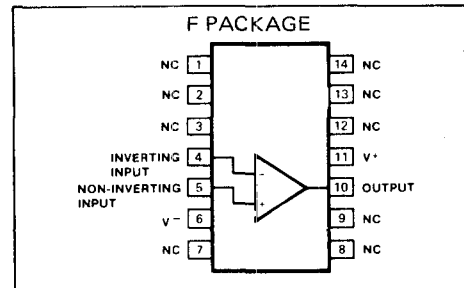 F PACKAGE
NC 1 14 NC
NC 2 13 NC
NC 3 12 NC
INVERTING INPUT 4 - 11 V+
NON-INVERTING INPUT 5 + 10 OUTPUT
V− 6 9 NC
NC 7 8 NC